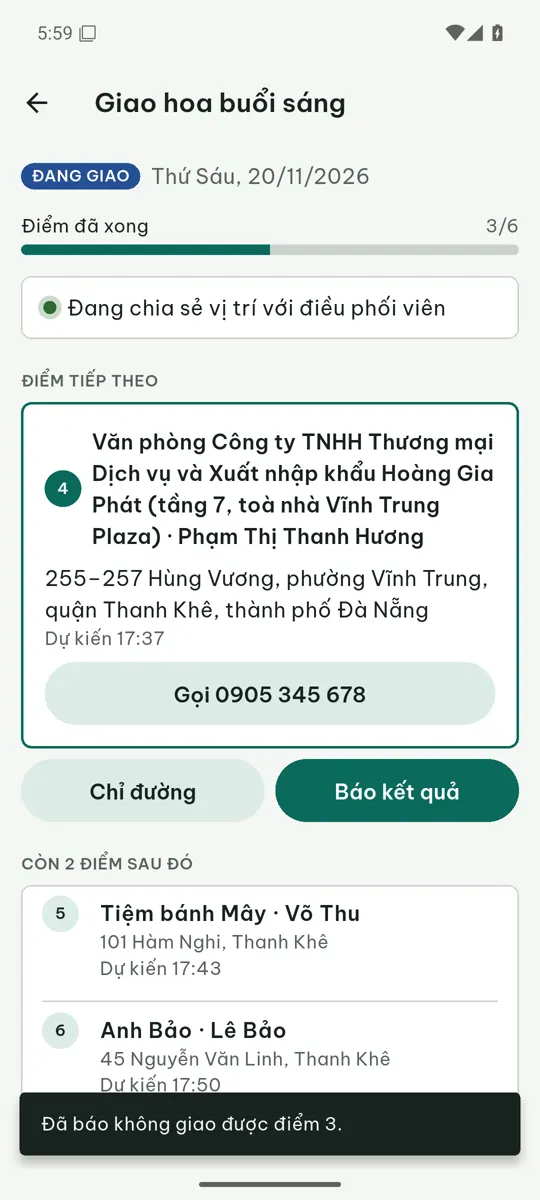 5:59
Giao hoa buổi sáng
ĐANG GIAO Thứ Sáu, 20/11/2026
Điểm đã xong 3/6
Đang chia sẻ vị trí với điều phối viên
ĐIỂM TIẾP THEO
4
Văn phòng Công ty TNHH Thương mại
Dịch vụ và Xuất nhập khẩu Hoàng Gia
Phát (tầng 7, toà nhà Vĩnh Trung
Plaza) · Phạm Thị Thanh Hương
255–257 Hùng Vương, phường Vĩnh Trung,
quận Thanh Khê, thành phố Đà Nẵng
Dự kiến 17:37
Gọi 0905 345 678
Chỉ đường
Báo kết quả
CÒN 2 ĐIỂM SAU ĐÓ
5 Tiệm bánh Mây · Võ Thu
101 Hàm Nghi, Thanh Khê
Dự kiến 17:43
6 Anh Bảo · Lê Bảo
45 Nguyễn Văn Linh, Thanh Khê
Dự kiến 17:50
Đã báo không giao được điểm 3.